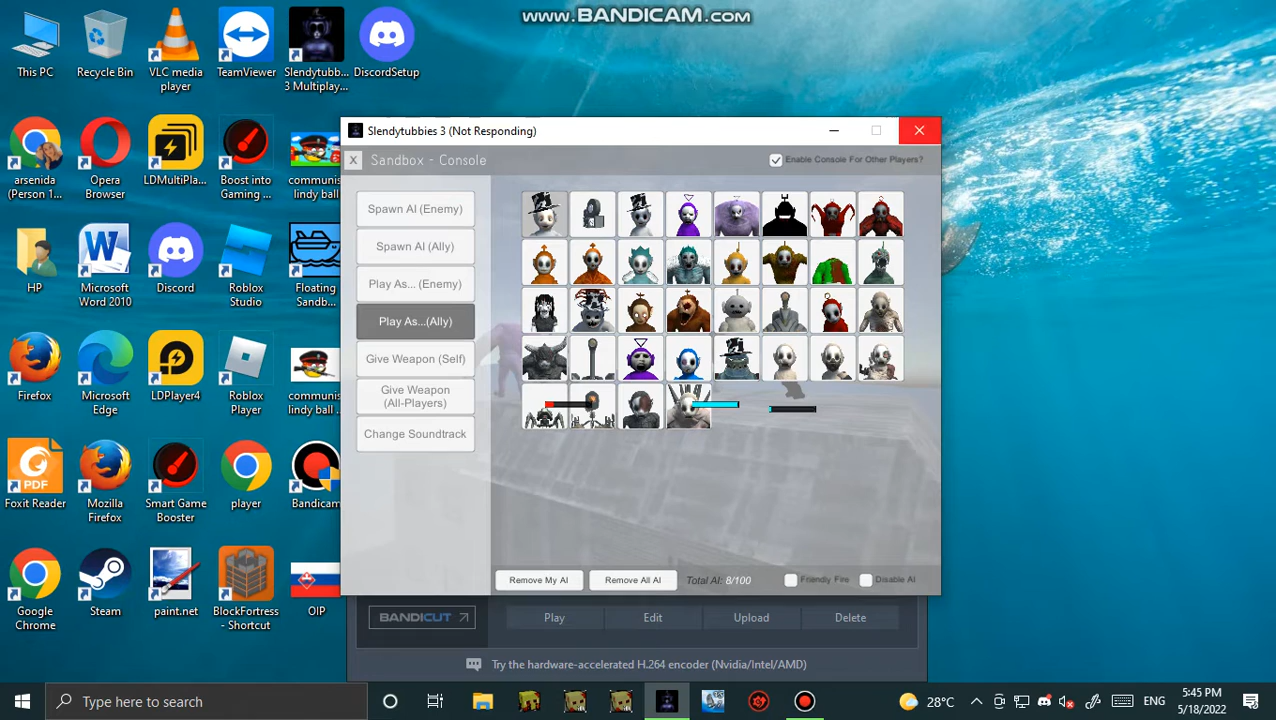 www.BANDICAM.com
This PC
Recycle Bin
VLC media
player
TeamViewer
Slendytubb...
3 Multiplay...
DiscordSetup
arsenida
(Person 1...
Opera
Browser
LDMultiPla...
Boost into
Gaming ...
communis
lindy ball
HP
Microsoft
Word 2010
Discord
Roblox
Studio
Floating
Sandb...
Firefox
Microsoft
Edge
LDPlayer4
Roblox
Player
communis
lindy ball
Foxit Reader
Mozilla
Firefox
Smart Game
Booster
player
Bandicam
Google
Chrome
Steam
paint.net
BlockFortress
- Shortcut
OIP
Slendytubbies 3 (Not Responding)
X Sandbox - Console
Enable Console For Other Players?
Spawn AI (Enemy)
Spawn AI (Ally)
Play As... (Enemy)
Play As...(Ally)
Give Weapon (Self)
Give Weapon
(All-Players)
Change Soundtrack
Remove My AI
Remove All AI
Total AI: 8/100
Friendly Fire
Disable AI
BANDICUT
Play
Edit
Upload
Delete
Try the hardware-accelerated H.264 encoder (Nvidia/Intel/AMD)
Type here to search
28°C
ENG
5:45 PM
5/18/2022